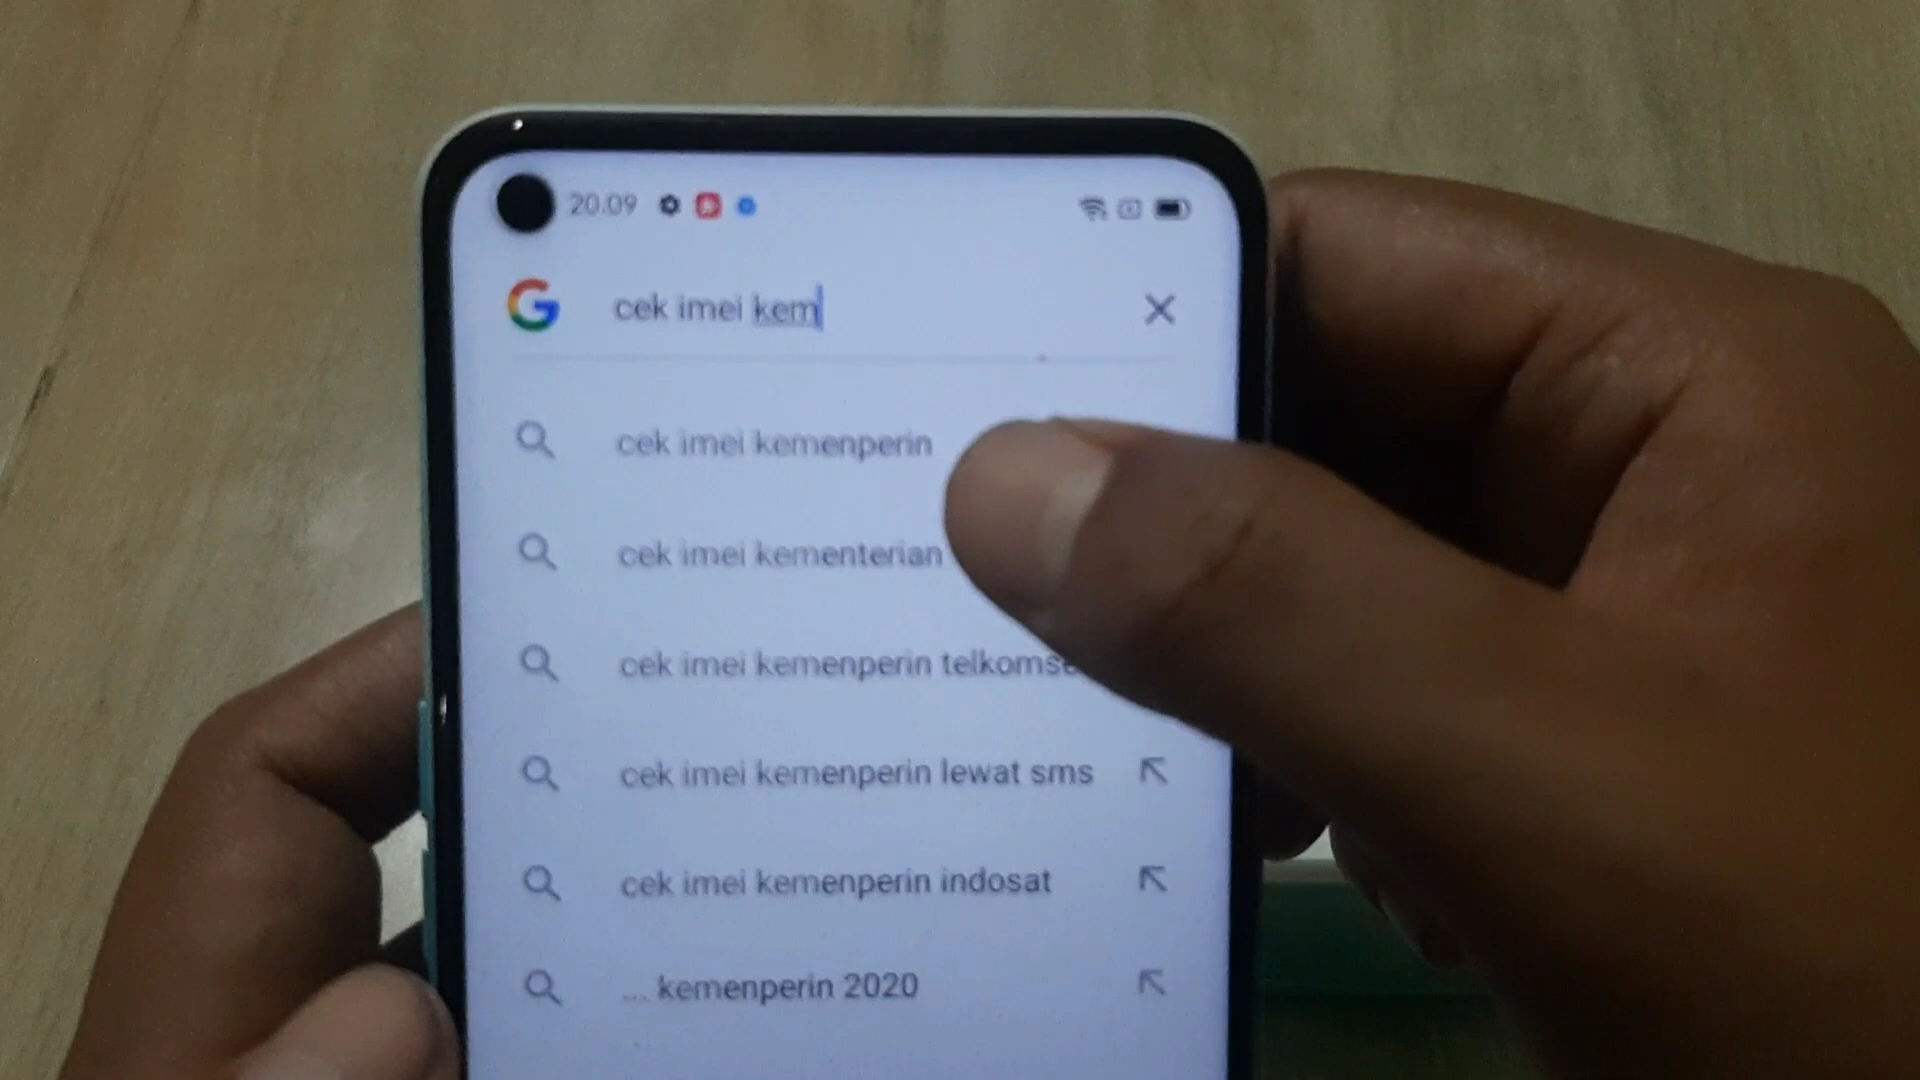 20.09
cek imei kem
cek imei kemenperin
cek imei kementerian
cek imei kemenperin
cek imei kemenperin lewat sms
cek imei kemenperin indosat
... kemenperin 2020